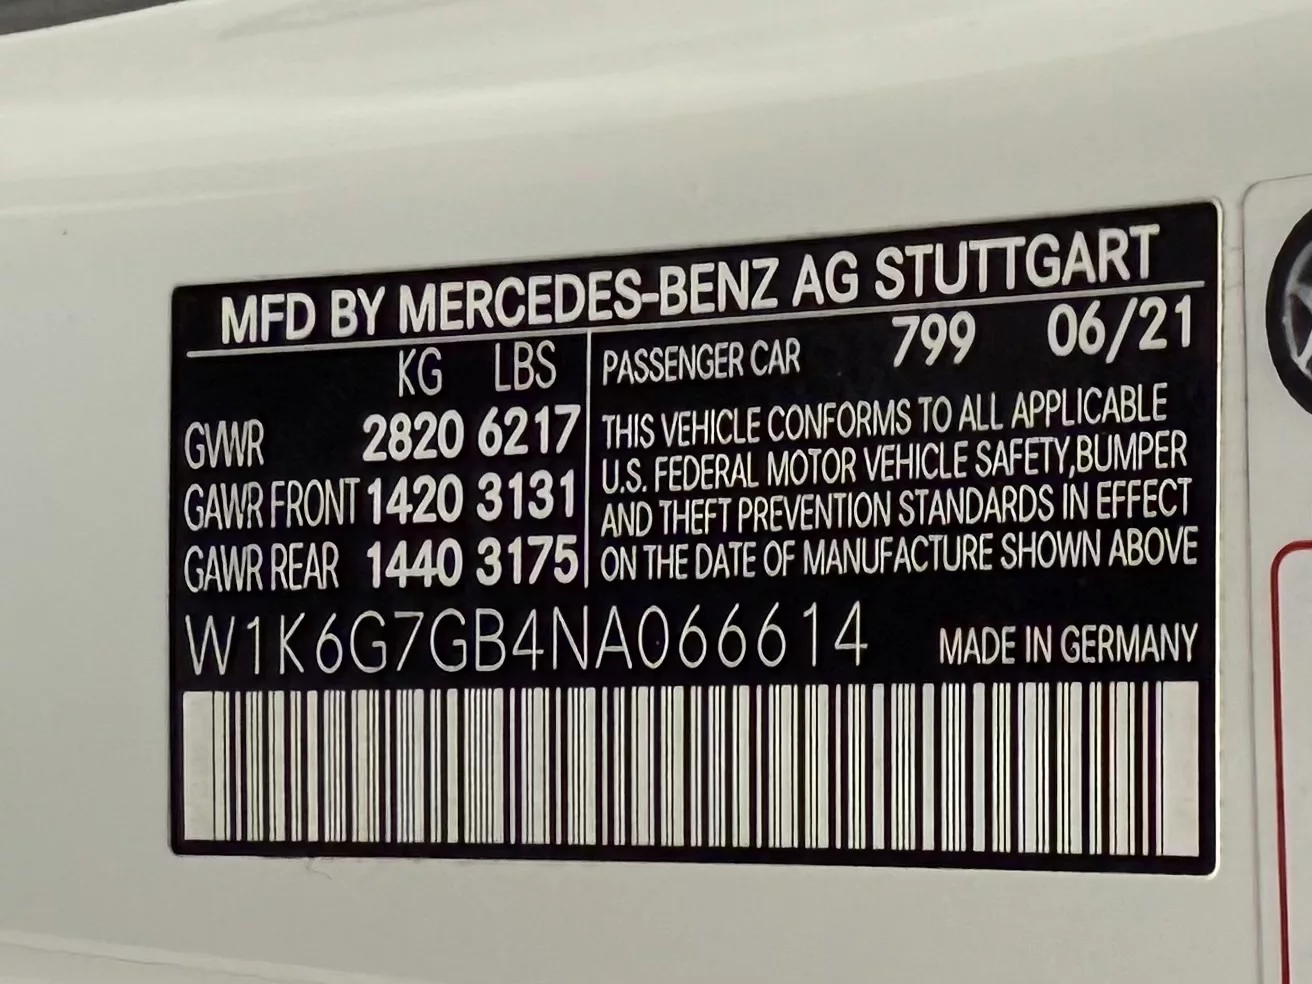 MFD BY MERCEDES-BENZ AG STUTTGART
KG LBS
GVWR 2820 6217
GAWR FRONT 1420 3131
GAWR REAR 1440 3175
PASSENGER CAR 799 06/21
THIS VEHICLE CONFORMS TO ALL APPLICABLE
U.S. FEDERAL MOTOR VEHICLE SAFETY,BUMPER
AND THEFT PREVENTION STANDARDS IN EFFECT
ON THE DATE OF MANUFACTURE SHOWN ABOVE
W1K6G7GB4NA066614 MADE IN GERMANY